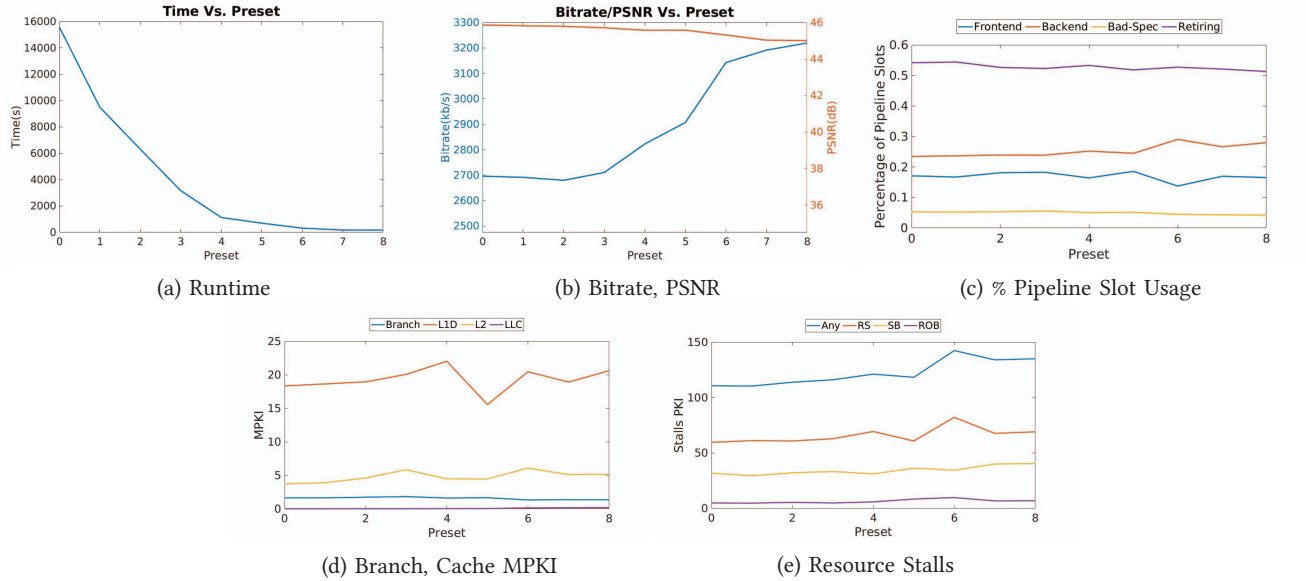 Time Vs. Preset
16000
14000
12000
10000
8000
6000
4000
2000
0
Time(s)
0 1 2 3 4 5 6 7 8
Preset
(a) Runtime
Bitrate/PSNR Vs. Preset
3300
3200
3100
3000
2900
2800
2700
2600
2500
Bitrate(kb/s)
46
44
42
40
38
36
PSNR(dB)
0 1 2 3 4 5 6 7 8
Preset
(b) Bitrate, PSNR
Frontend Backend Bad-Spec Retiring
0.6
0.5
0.4
0.3
0.2
0.1
0
Percentage of Pipeline Slots
0 2 4 6 8
Preset
(c) % Pipeline Slot Usage
Branch L1D L2 LLC
25
20
15
10
5
0
MPKI
0 2 4 6 8
Preset
(d) Branch, Cache MPKI
Any RS SB ROB
150
100
50
0
Stalls PKI
0 2 4 6 8
Preset
(e) Resource Stalls